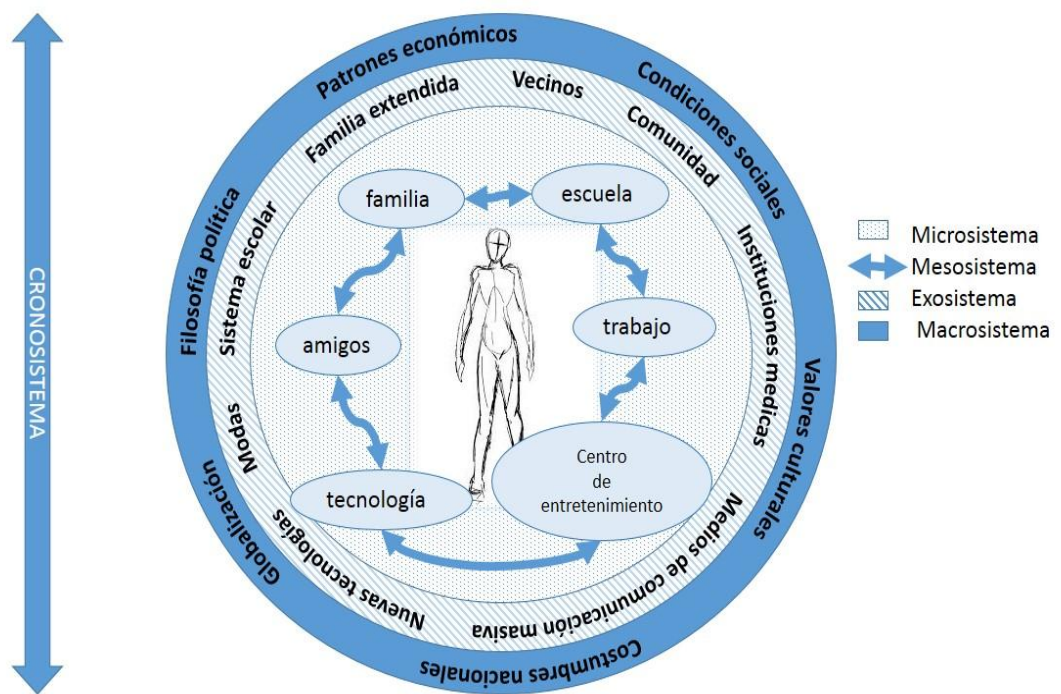 CRONOSISTEMA
Patrones económicos
Condiciones sociales
Valores culturales
Costumbres nacionales
Globalización
Filosofía política
Familia extendida
Vecinos
Comunidad
Instituciones medicas
Medios de comunicación masiva
Nuevas tecnologías
Modas
Sistema escolar
familia
escuela
amigos
trabajo
tecnología
Centro
de
entretenimiento
Microsistema
Mesosistema
Exosistema
Macrosistema